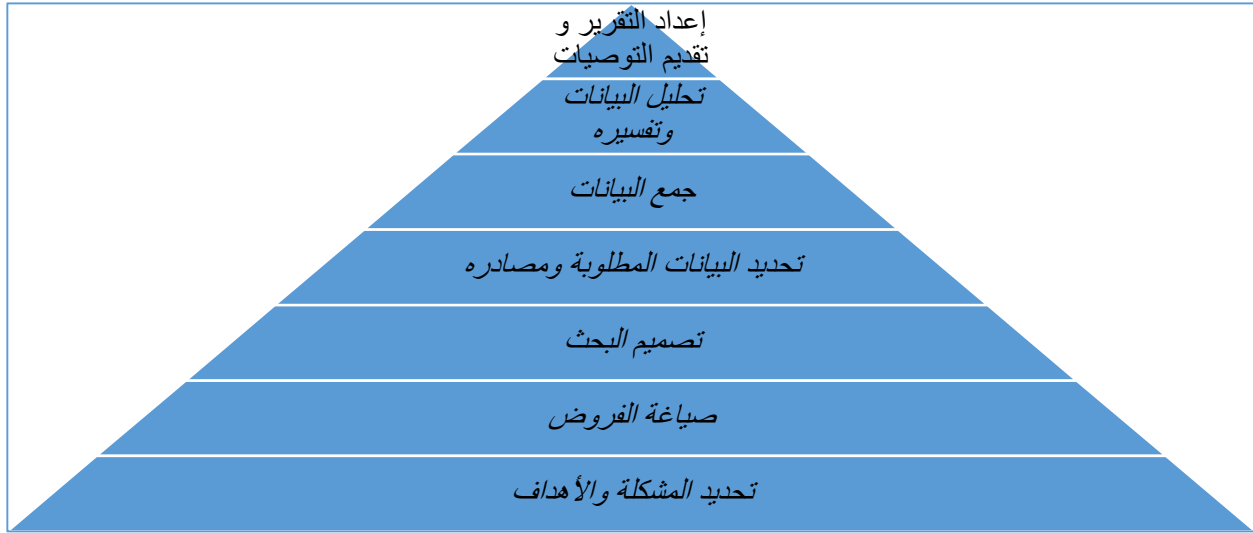 إعداد التقرير و
تقديم التوصيات
تحليل البيانات
وتفسيره
جمع البيانات
تحديد البيانات المطلوبة ومصادره
تصميم البحث
صياغة الفروض
تحديد المشكلة والأهداف